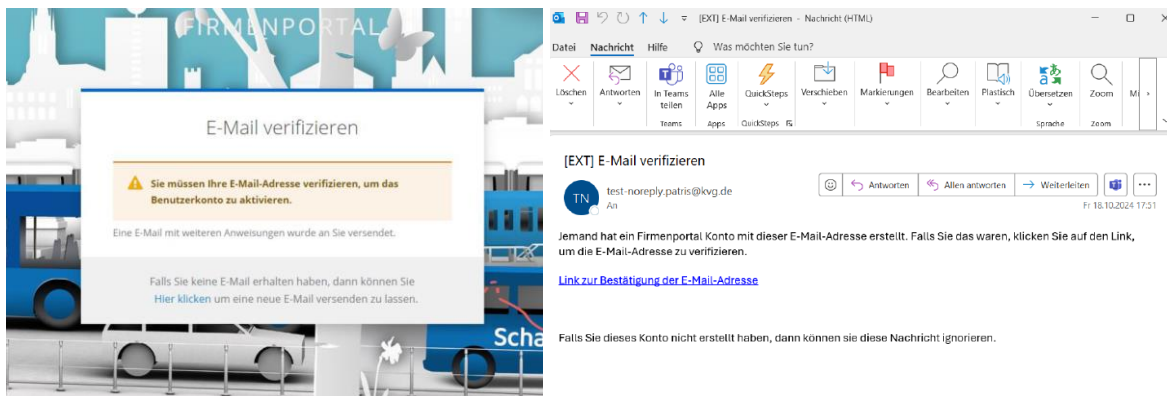 FIRMENPORTAL
E-Mail verifizieren
Sie müssen Ihre E-Mail-Adresse verifizieren, um das
Benutzerkonto zu aktivieren.
Eine E-Mail mit weiteren Anweisungen wurde an Sie versendet.
Falls Sie keine E-Mail erhalten haben, dann können Sie
Hier klicken um eine neue E-Mail versenden zu lassen.
Scha
[EXT] E-Mail verifizieren - Nachricht (HTML)
Datei Nachricht Hilfe Was möchten Sie tun?
Löschen Antworten In Teams teilen Alle Apps QuickSteps Verschieben Markierungen Bearbeiten Plastisch Übersetzen Zoom
Teams Apps QuickSteps Sprache Zoom
[EXT] E-Mail verifizieren
TN test-noreply.patris@kvg.de
An
Antworten Allen antworten Weiterleiten
Fr 18.10.2024 17:51
Jemand hat ein Firmenportal Konto mit dieser E-Mail-Adresse erstellt. Falls Sie das waren, klicken Sie auf den Link,
um die E-Mail-Adresse zu verifizieren.
Link zur Bestätigung der E-Mail-Adresse
Falls Sie dieses Konto nicht erstellt haben, dann können sie diese Nachricht ignorieren.